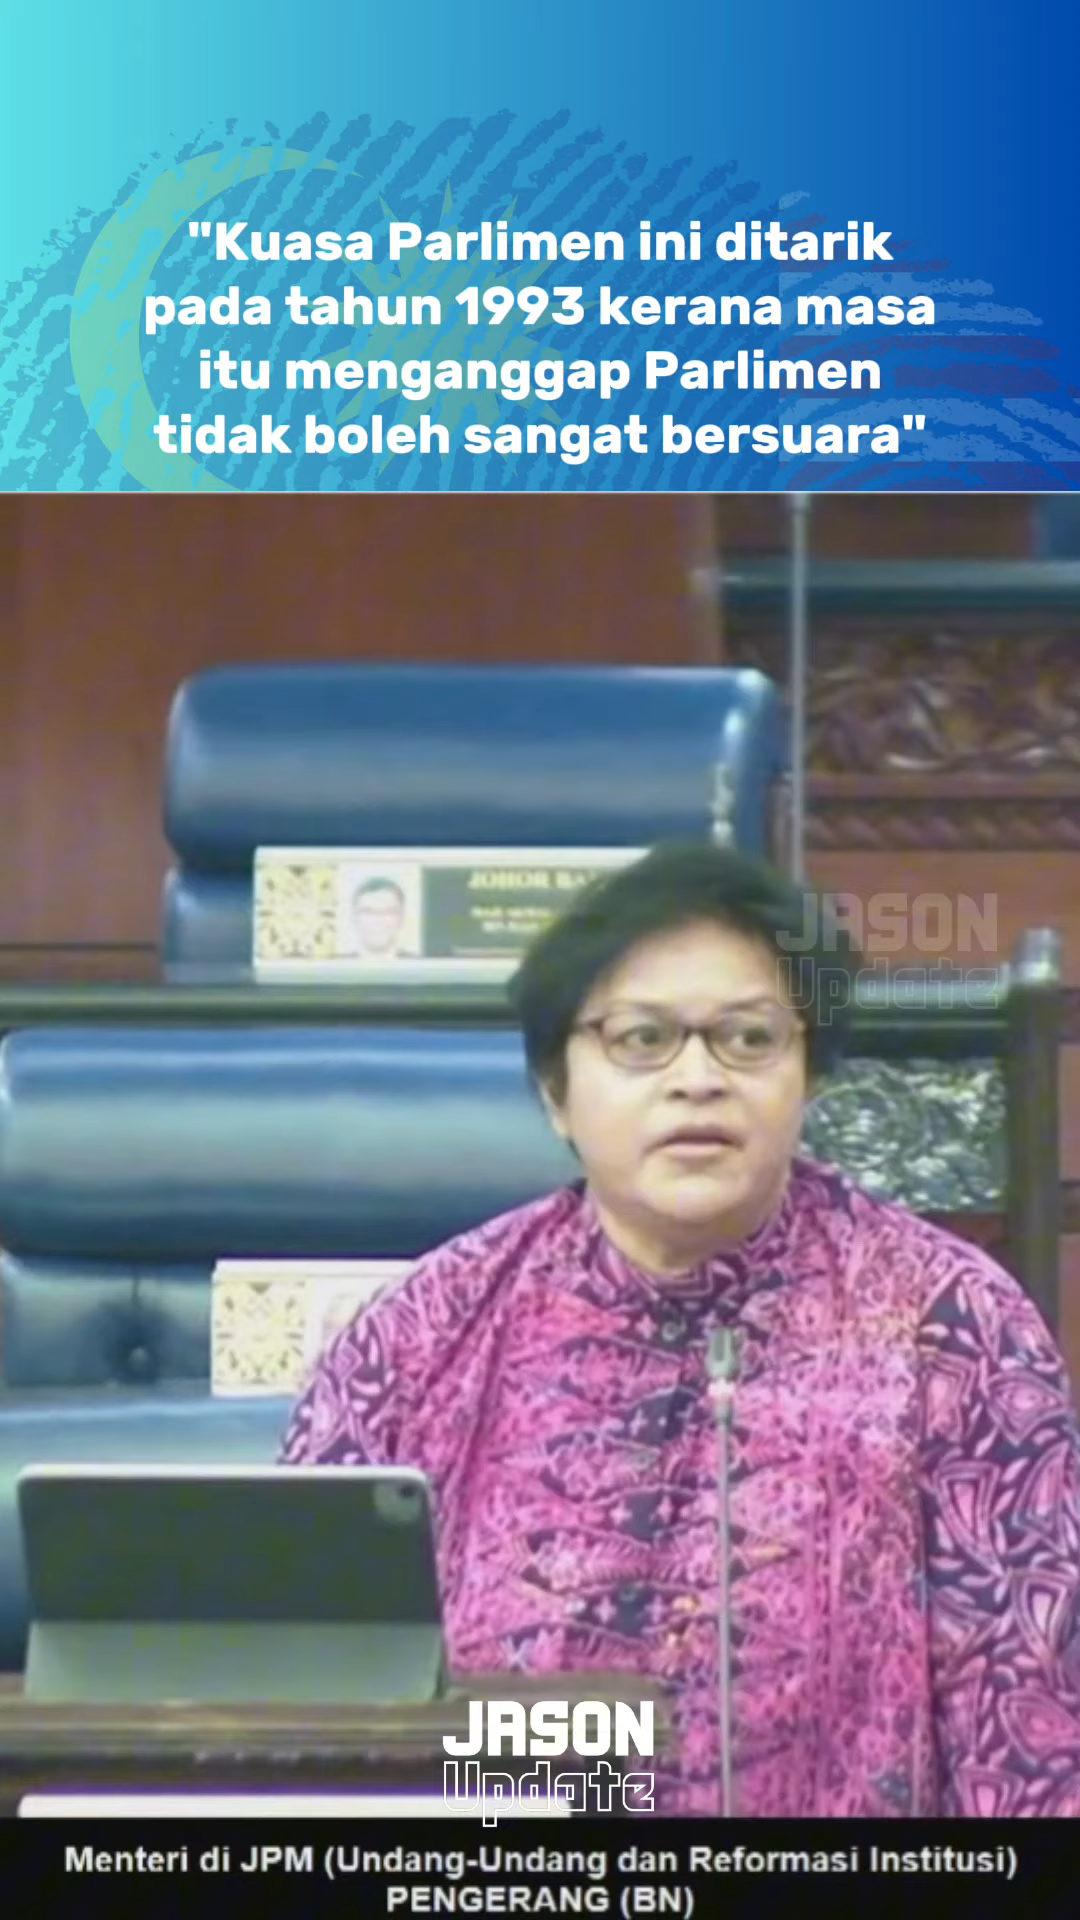 "Kuasa Parlimen ini ditarik
pada tahun 1993 kerana masa
itu menganggap Parlimen
tidak boleh sangat bersuara"
JOHOR
JASON
Update
JASON
Update
Menteri di JPM (Undang-Undang dan Reformasi Institusi)
PENGERANG (BN)